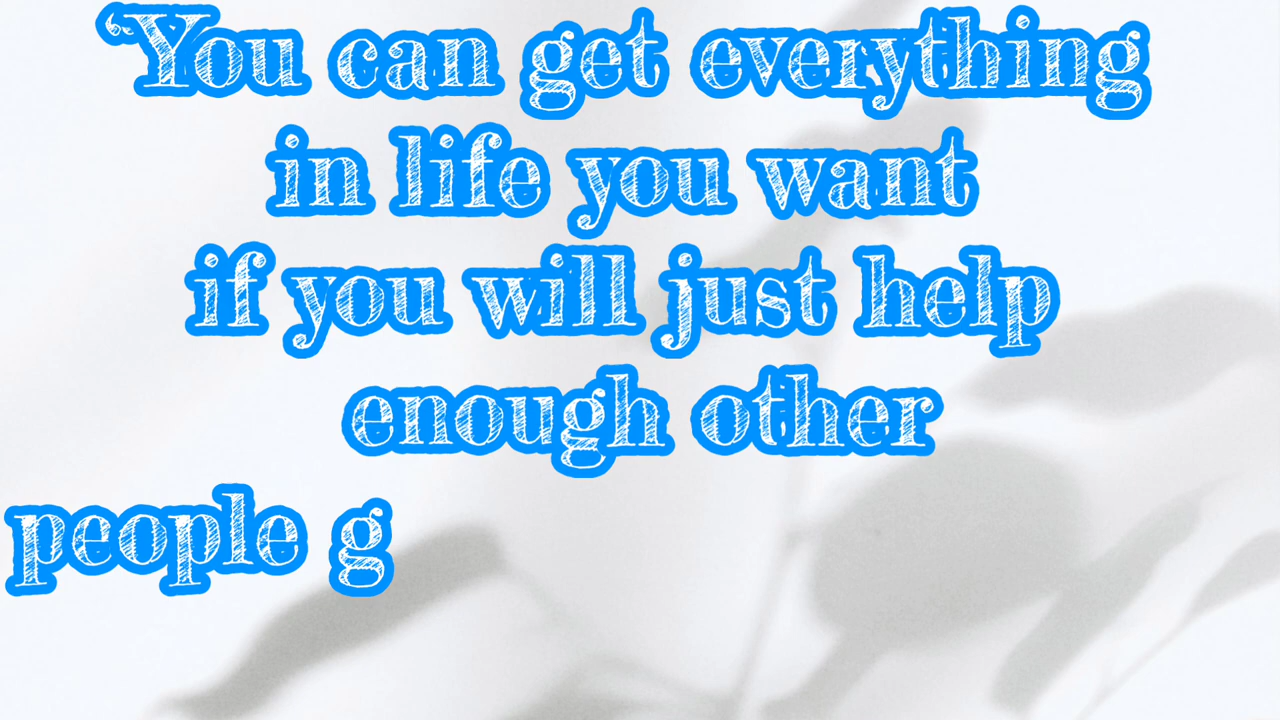 “You can get everything
in life you want
if you will just help
enough other
people g